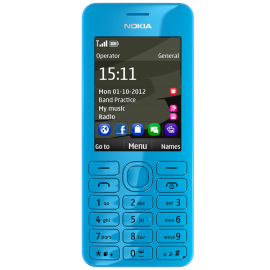 NOKIA
Operator General
15:11
Mon 01-10-2012
Band Practice
My music
Radio
Go to Menu Names
1 2abc 3def
4ghi 5jkl 6mno
7pqrs 8tuv 9wxyz
* 0 #